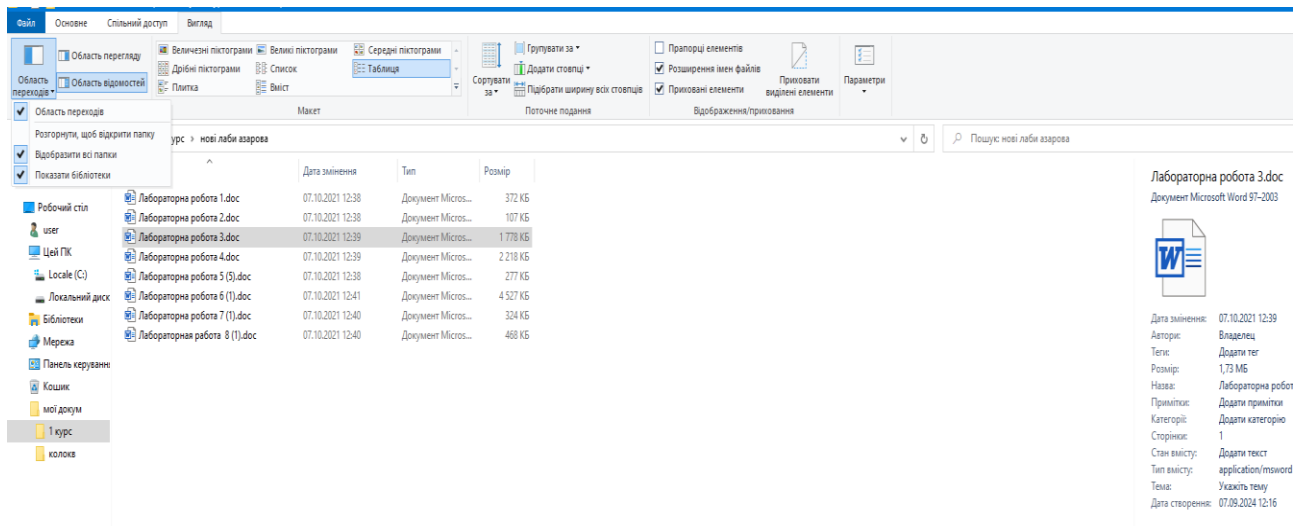 Файл Основне Спільний доступ Вигляд
Область переходів
Область перегляду
Область відомостей
Величезні піктограми Великі піктограми Середні піктограми
Дрібні піктограми Список Таблиця
Плитка Вміст
Макет
Сортувати за
Групувати за
Додати стовпці
Підібрати ширину всіх стовпців
Поточне подання
Прапорці елементів
Розширення імен файлів
Приховані елементи
Приховати виділені елементи
Відображення/приховання
Параметри
Область переходів
Розгорнути, щоб відкрити папку
Відобразити всі папки
Показати бібліотеки
урс › нові лаби азарова
Пошук: нові лаби азарова
Дата змінення Тип Розмір
Лабораторна робота 1.doc 07.10.2021 12:38 Документ Micros... 372 КБ
Лабораторна робота 2.doc 07.10.2021 12:38 Документ Micros... 107 КБ
Лабораторна робота 3.doc 07.10.2021 12:39 Документ Micros... 1 778 КБ
Лабораторна робота 4.doc 07.10.2021 12:39 Документ Micros... 2 218 КБ
Лабораторна робота 5 (5).doc 07.10.2021 12:38 Документ Micros... 277 КБ
Лабораторна робота 6 (1).doc 07.10.2021 12:41 Документ Micros... 4 527 КБ
Лабораторна робота 7 (1).doc 07.10.2021 12:40 Документ Micros... 324 КБ
Лабораторная работа 8 (1).doc 07.10.2021 12:40 Документ Micros... 468 КБ
Робочий стіл
user
Цей ПК
Locale (C:)
Локальний диск
Бібліотеки
Мережа
Панель керуванн
Кошик
мої докум
1 курс
колокв
Лабораторна робота 3.doc
Документ Microsoft Word 97–2003
Дата змінення: 07.10.2021 12:39
Автори: Владелец
Теги: Додати тег
Розмір: 1,73 МБ
Назва: Лабораторна робот
Примітки: Додати примітки
Категорії: Додати категорію
Сторінки: 1
Стан вмісту: Додати текст
Тип вмісту: application/msword
Тема: Укажіть тему
Дата створення: 07.09.2024 12:16